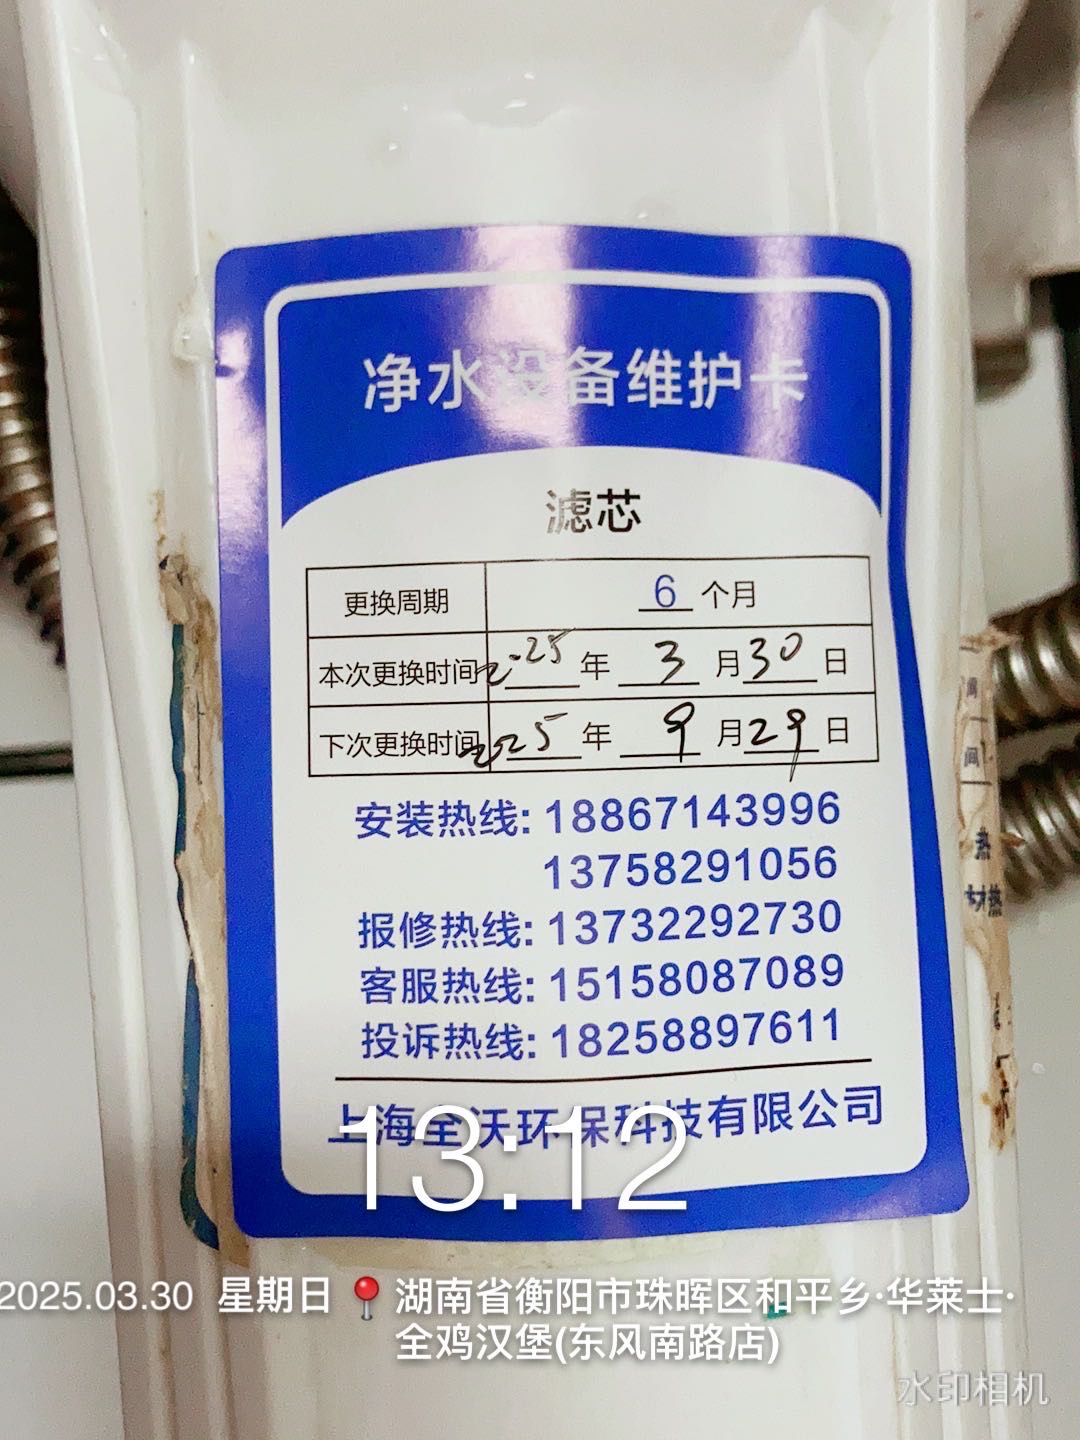 净水设备维护卡
滤芯
更换周期 6 个月
本次更换时间 2025 年 3 月 30 日
下次更换时间 2025 年 9 月 29 日
安装热线: 18867143996
13758291056
报修热线: 13732292730
客服热线: 15158087089
投诉热线: 18258897611
上海全沃环保科技有限公司
13:12
2025.03.30 星期日 湖南省衡阳市珠晖区和平乡·华莱士·
全鸡汉堡(东风南路店)
水印相机